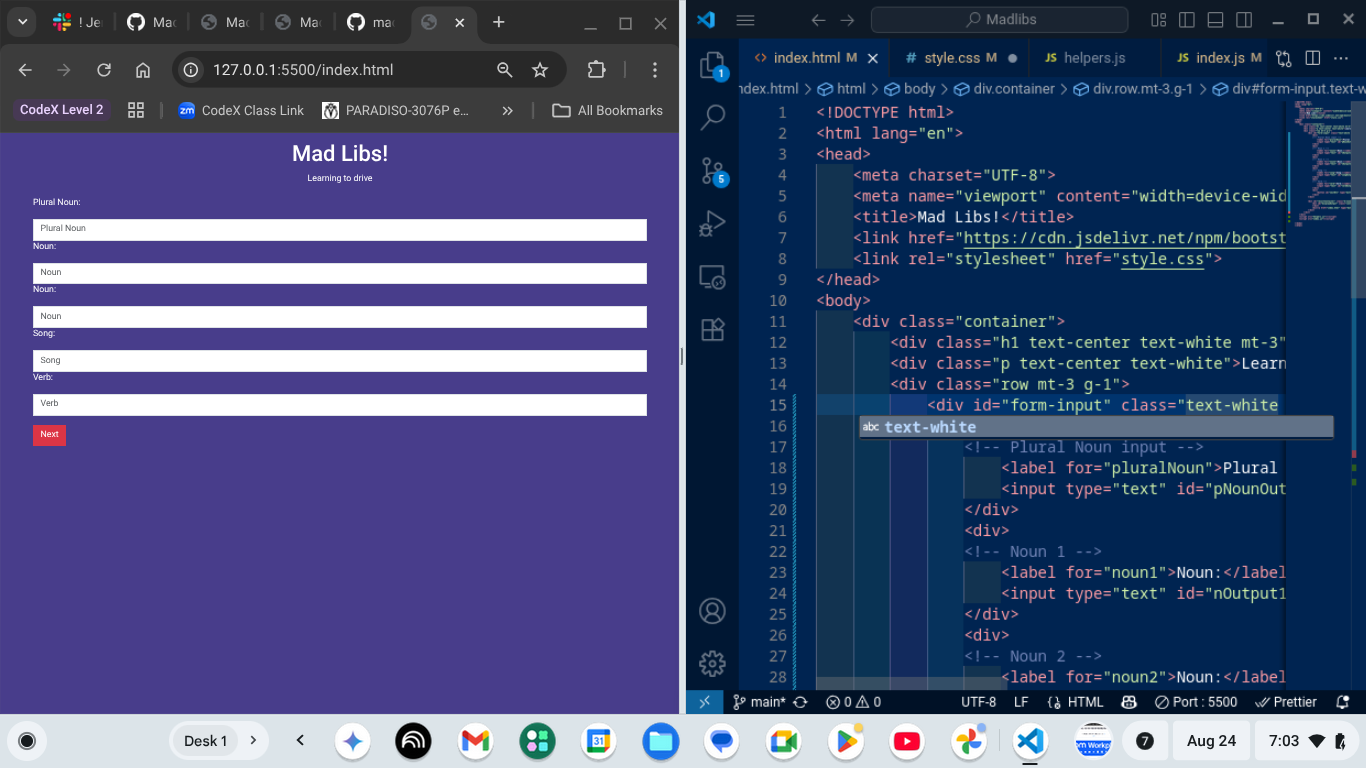 ! Je
Mac
Mac
Mac
mac
127.0.0.1:5500/index.html
CodeX Level 2
zm
CodeX Class Link
PARADISO-3076P e...
»
All Bookmarks
Mad Libs!
Learning to drive
Plural Noun:
Plural Noun
Noun:
Noun
Noun:
Noun
Song:
Song
Verb:
Verb
Next
Madlibs
<> index.html M
# style.css M
JS helpers.js
JS index.js M
...
1
5
ndex.html > html > body > div.container > div.row.mt-3.g-1 > div#form-input.text-w
1 <!DOCTYPE html>
2 <html lang="en">
3 <head>
4 <meta charset="UTF-8">
5 <meta name="viewport" content="width=device-wid
6 <title>Mad Libs!</title>
7 <link href="https://cdn.jsdelivr.net/npm/bootst
8 <link rel="stylesheet" href="style.css">
9 </head>
10 <body>
11 <div class="container">
12 <div class="h1 text-center text-white mt-3"
13 <div class="p text-center text-white">Learn
14 <div class="row mt-3 g-1">
15 <div id="form-input" class="text-white
16
abc text-white
17 <!-- Plural Noun input -->
18 <label for="pluralNoun">Plural
19 <input type="text" id="pNounOut
20 </div>
21 <div>
22 <!-- Noun 1 -->
23 <label for="noun1">Noun:</label
24 <input type="text" id="nOutput1
25 </div>
26 <div>
27 <!-- Noun 2 -->
28 <label for="noun2">Noun:</label
main*
0
0
UTF-8
LF
{} HTML
Port : 5500
Prettier
Desk 1
31
7
Aug 24
7:03